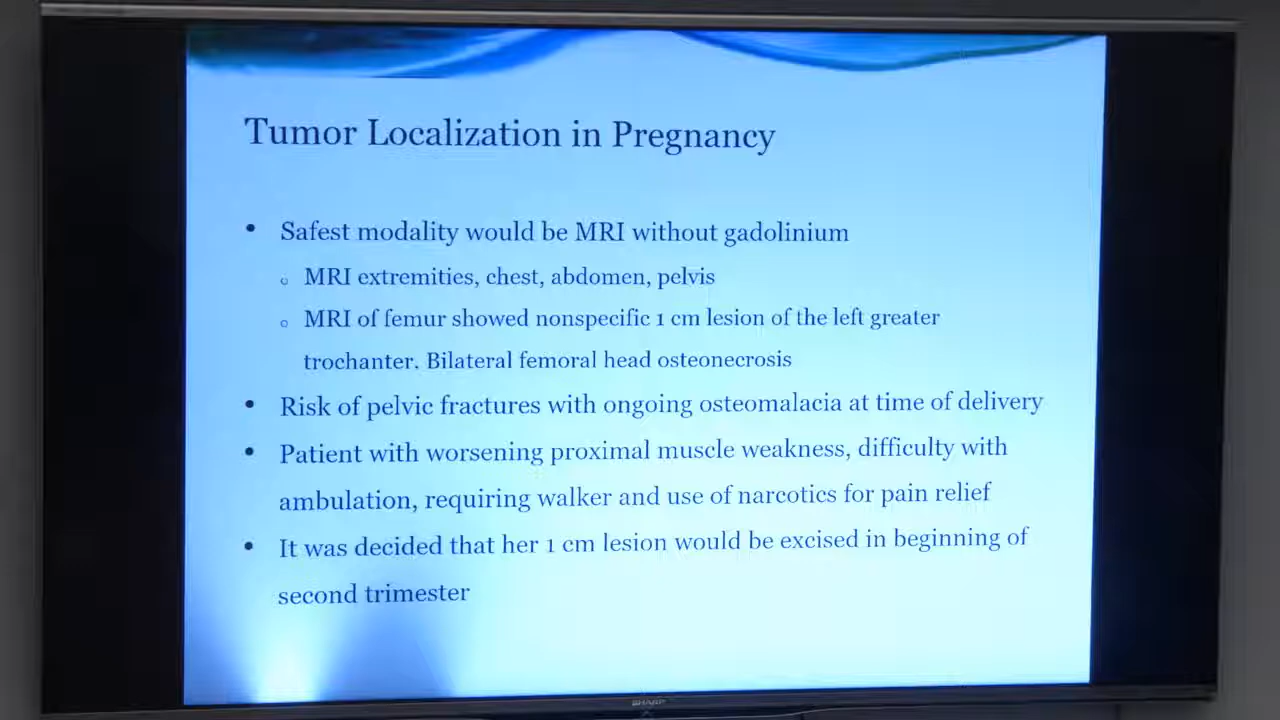 Tumor Localization in Pregnancy
• Safest modality would be MRI without gadolinium
○ MRI extremities, chest, abdomen, pelvis
○ MRI of femur showed nonspecific 1 cm lesion of the left greater
trochanter. Bilateral femoral head osteonecrosis
• Risk of pelvic fractures with ongoing osteomalacia at time of delivery
• Patient with worsening proximal muscle weakness, difficulty with
ambulation, requiring walker and use of narcotics for pain relief
• It was decided that her 1 cm lesion would be excised in beginning of
second trimester
SHARP